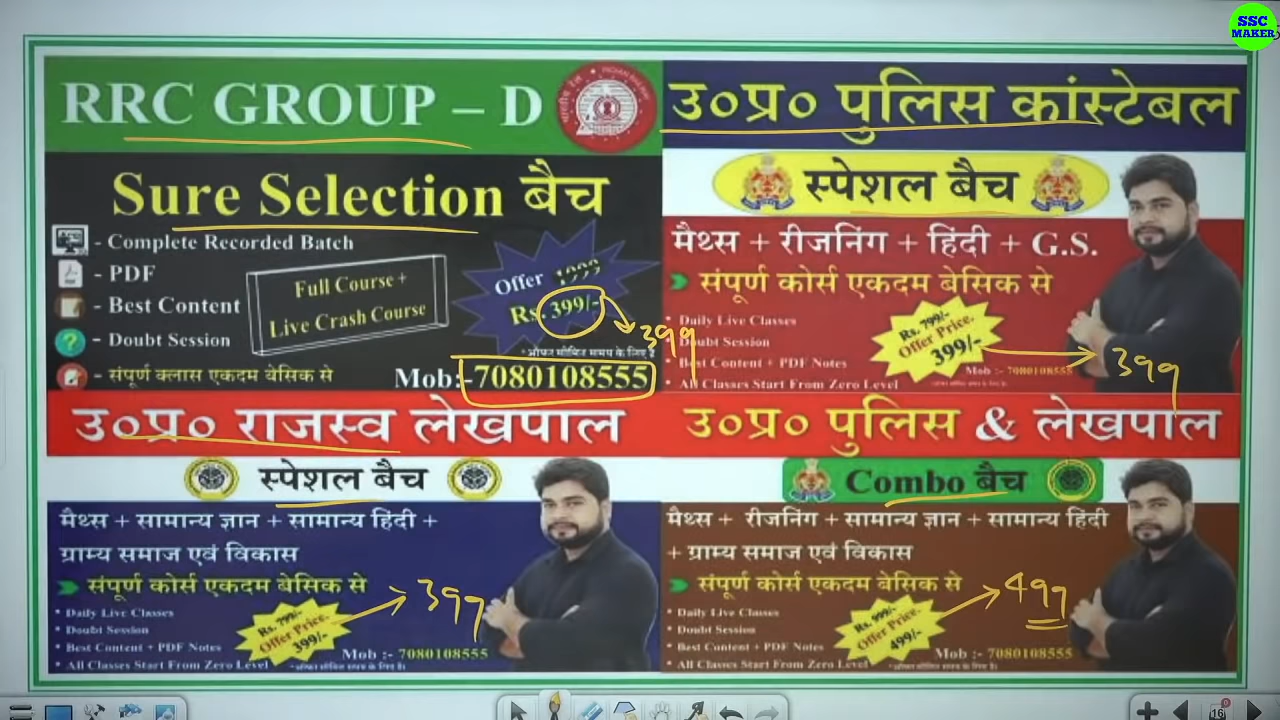 SSC
MAKER
RRC GROUP – D
Sure Selection बैच
- Complete Recorded Batch
- PDF
- Best Content
- Doubt Session
- संपूर्ण क्लास एकदम बेसिक से
Full Course +
Live Crash Course
Offer 1999
Rs. 399/-
399
*ऑफर सीमित समय के लिए है
Mob:-7080108555
उ०प्र० पुलिस कांस्टेबल
स्पेशल बैच
मैथ्स + रीजनिंग + हिंदी + G.S.
संपूर्ण कोर्स एकदम बेसिक से
Daily Live Classes
Doubt Session
* Best Content + PDF Notes
* All Classes Start From Zero Level
Rs. 799/-
Offer Price.
399/-
399
Mob :- 7080108555
उ०प्र० राजस्व लेखपाल
स्पेशल बैच
मैथ्स + सामान्य ज्ञान + सामान्य हिंदी +
ग्राम्य समाज एवं विकास
संपूर्ण कोर्स एकदम बेसिक से
* Daily Live Classes
* Doubt Session
* Best Content + PDF Notes
* All Classes Start From Zero Level
Rs. 799/-
Offer Price.
399/-
399
Mob :- 7080108555
उ०प्र० पुलिस & लेखपाल
Combo बैच
मैथ्स + रीजनिंग + सामान्य ज्ञान + सामान्य हिंदी
+ ग्राम्य समाज एवं विकास
संपूर्ण कोर्स एकदम बेसिक से
* Daily Live Classes
* Doubt Session
* Best Content + PDF Notes
* All Classes Start From Zero Level
Rs. 999/-
Offer Price.
499/-
499
Mob :- 7080108555
16